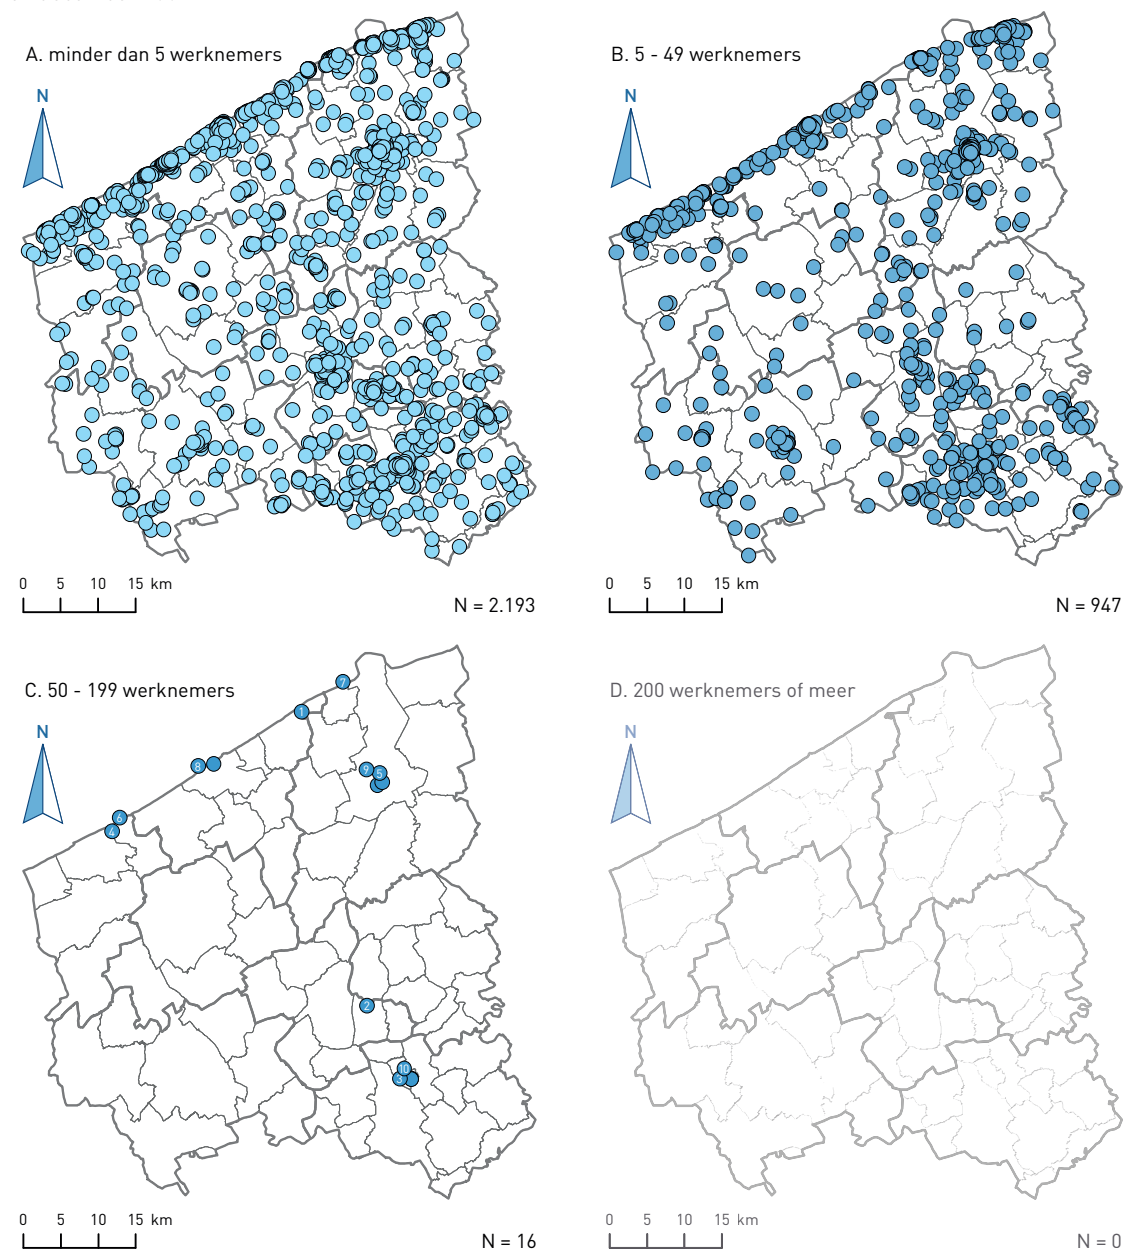 A. minder dan 5 werknemers
N
0 5 10 15 km
N = 2.193
B. 5 - 49 werknemers
N
0 5 10 15 km
N = 947
C. 50 - 199 werknemers
N
7
1
8
9
5
6
4
2
10
3
0 5 10 15 km
N = 16
D. 200 werknemers of meer
N
0 5 10 15 km
N = 0